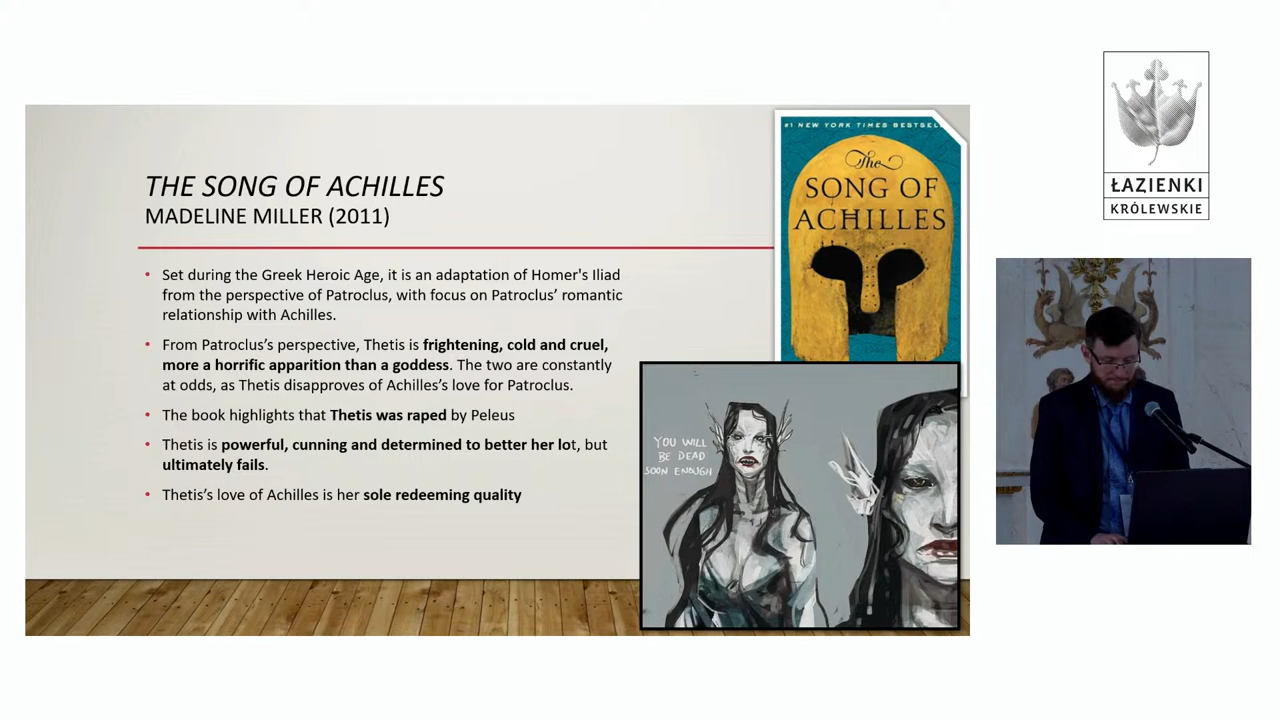 THE SONG OF ACHILLES
MADELINE MILLER (2011)
• Set during the Greek Heroic Age, it is an adaptation of Homer's Iliad
from the perspective of Patroclus, with focus on Patroclus’ romantic
relationship with Achilles.
• From Patroclus’s perspective, Thetis is frightening, cold and cruel,
more a horrific apparition than a goddess. The two are constantly
at odds, as Thetis disapproves of Achilles’s love for Patroclus.
• The book highlights that Thetis was raped by Peleus
• Thetis is powerful, cunning and determined to better her lot, but
ultimately fails.
• Thetis’s love of Achilles is her sole redeeming quality
#1 NEW YORK TIMES
The
SONG OF
ACHILLES
YOU WILL
BE DEAD
SOON ENOUGH
ŁAZIENKI
KRÓLEWSKIE